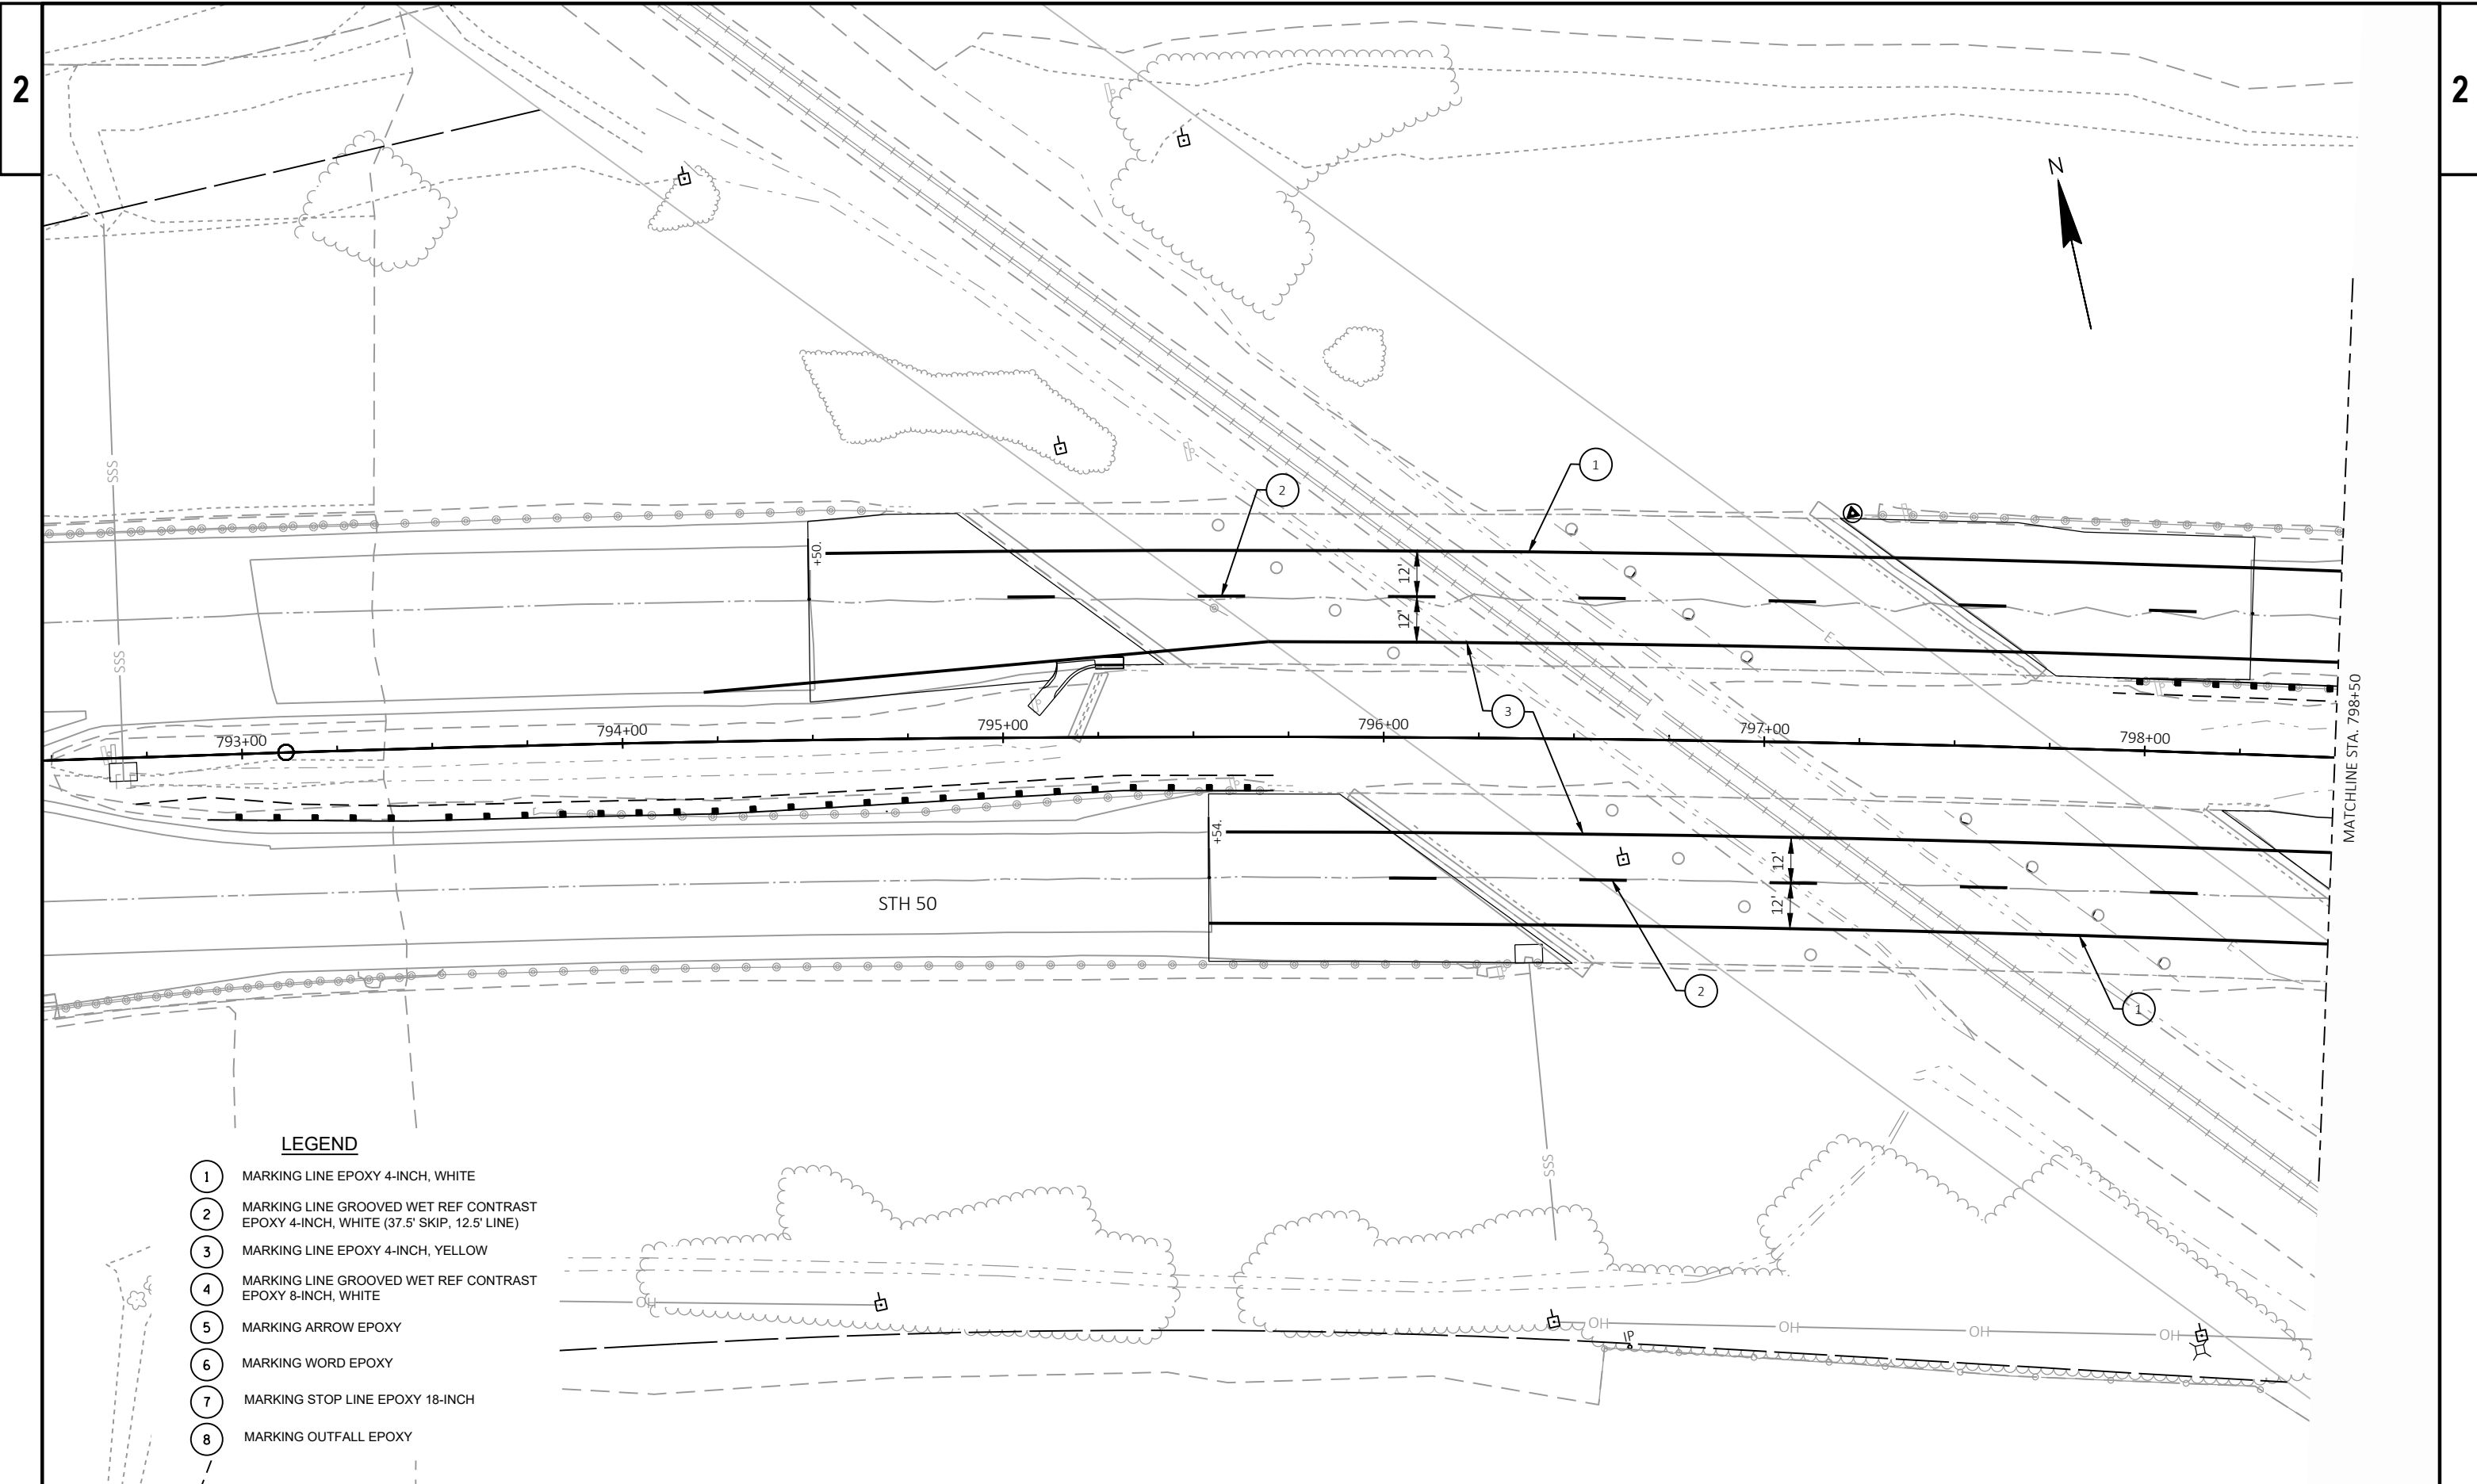 2
2
N
SSS
SSS
1
2
+50.
12'
12'
E
3
793+00
794+00
795+00
796+00
797+00
798+00
MATCHLINE STA. 798+50
+54.
12'
12'
STH 50
E
2
1
SSS
LEGEND
1 MARKING LINE EPOXY 4-INCH, WHITE
2 MARKING LINE GROOVED WET REF CONTRAST
EPOXY 4-INCH, WHITE (37.5' SKIP, 12.5' LINE)
3 MARKING LINE EPOXY 4-INCH, YELLOW
4 MARKING LINE GROOVED WET REF CONTRAST
EPOXY 8-INCH, WHITE
5 MARKING ARROW EPOXY
6 MARKING WORD EPOXY
7 MARKING STOP LINE EPOXY 18-INCH
8 MARKING OUTFALL EPOXY
OH
OH
OH
OH
OH
IP